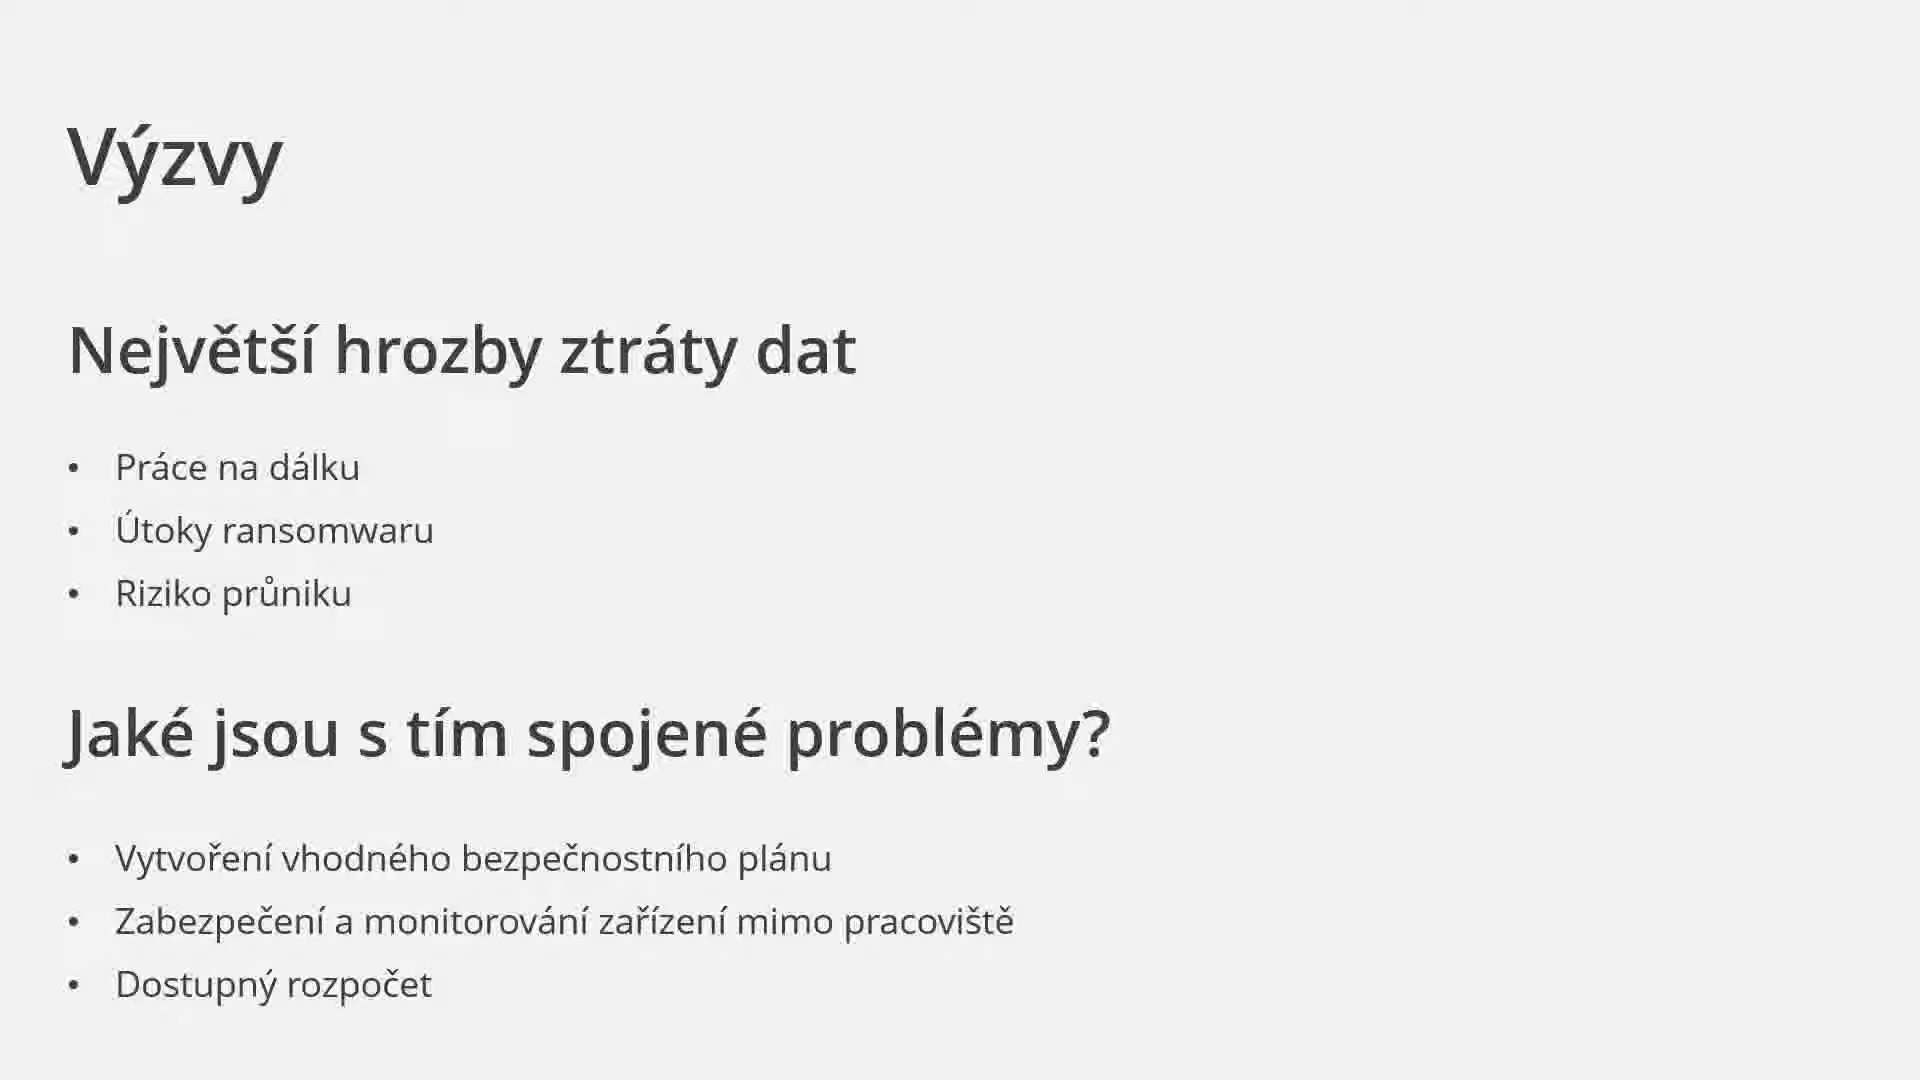 Výzvy
Největší hrozby ztráty dat
• Práce na dálku
• Útoky ransomwaru
• Riziko průniku
Jaké jsou s tím spojené problémy?
• Vytvoření vhodného bezpečnostního plánu
• Zabezpečení a monitorování zařízení mimo pracoviště
• Dostupný rozpočet